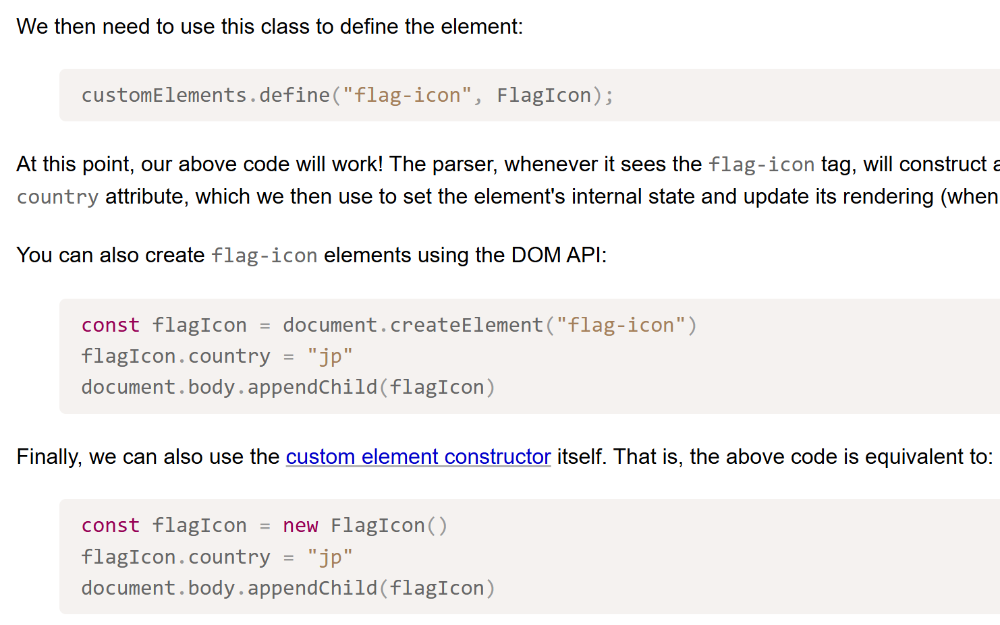 We then need to use this class to define the element:
customElements.define("flag-icon", FlagIcon);
At this point, our above code will work! The parser, whenever it sees the flag-icon tag, will construct
country attribute, which we then use to set the element's internal state and update its rendering (when
You can also create flag-icon elements using the DOM API:
const flagIcon = document.createElement("flag-icon")
flagIcon.country = "jp"
document.body.appendChild(flagIcon)
Finally, we can also use the custom element constructor itself. That is, the above code is equivalent to:
const flagIcon = new FlagIcon()
flagIcon.country = "jp"
document.body.appendChild(flagIcon)